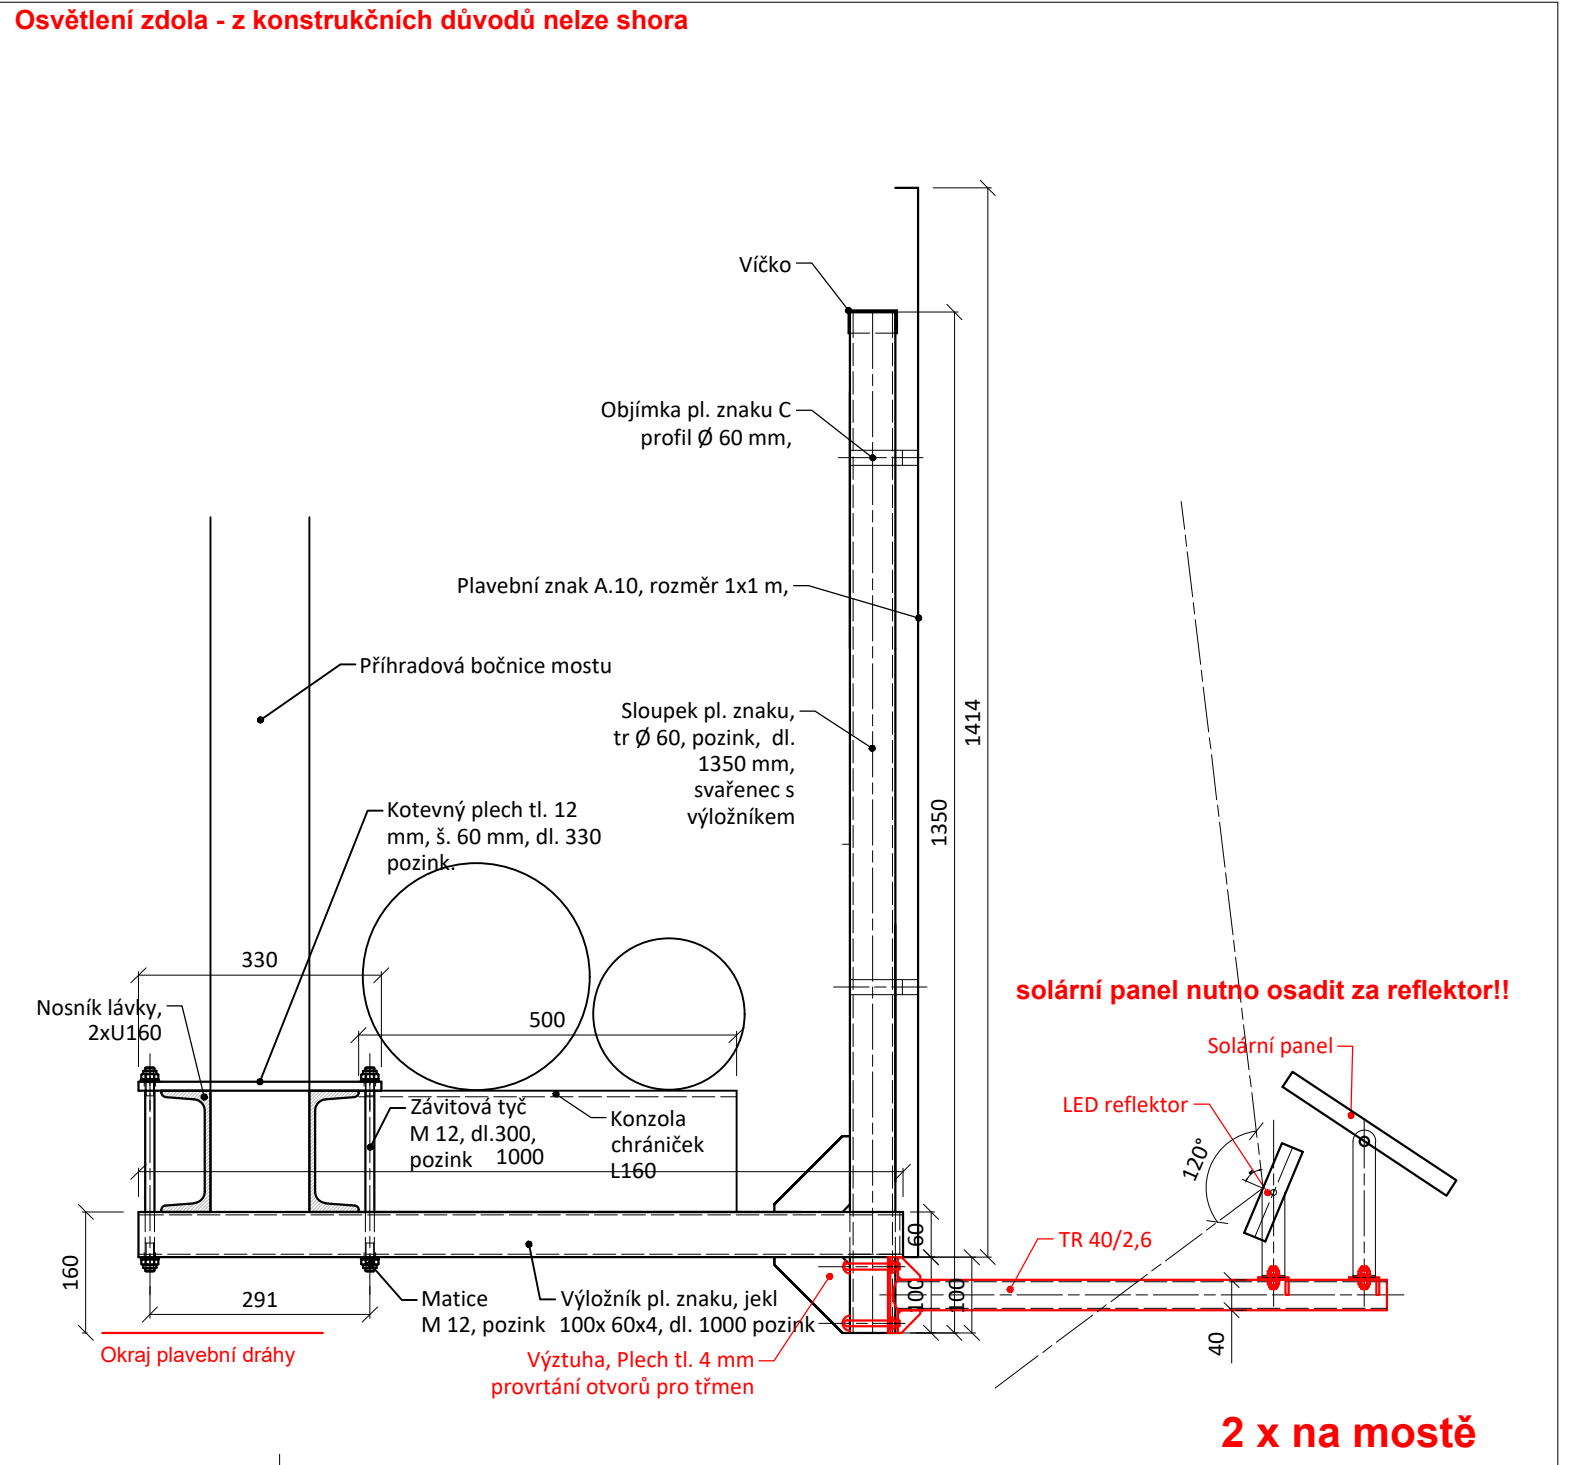 Osvětlení zdola - z konstrukčních důvodů nelze shora
Víčko
Objímka pl. znaku C
profil Ø 60 mm,
Plavební znak A.10, rozměr 1x1 m,
Příhradová bočnice mostu
Sloupek pl. znaku,
tr Ø 60, pozink, dl.
1350 mm,
svařenec s
výložníkem
1414
1350
Kotevný plech tl. 12
mm, š. 60 mm, dl. 330
pozink.
330
Nosník lávky,
2xU160
500
solární panel nutno osadit za reflektor!!
Solární panel
LED reflektor
120°
Závitová tyč
M 12, dl.300,
pozink
1000
Konzola
chrániček
L160
160
291
60
100
100
TR 40/2,6
40
Matice
M 12, pozink
Výložník pl. znaku, jekl
100x 60x4, dl. 1000 pozink
Okraj plavební dráhy
Výztuha, Plech tl. 4 mm
provrtání otvorů pro třmen
2 x na mostě